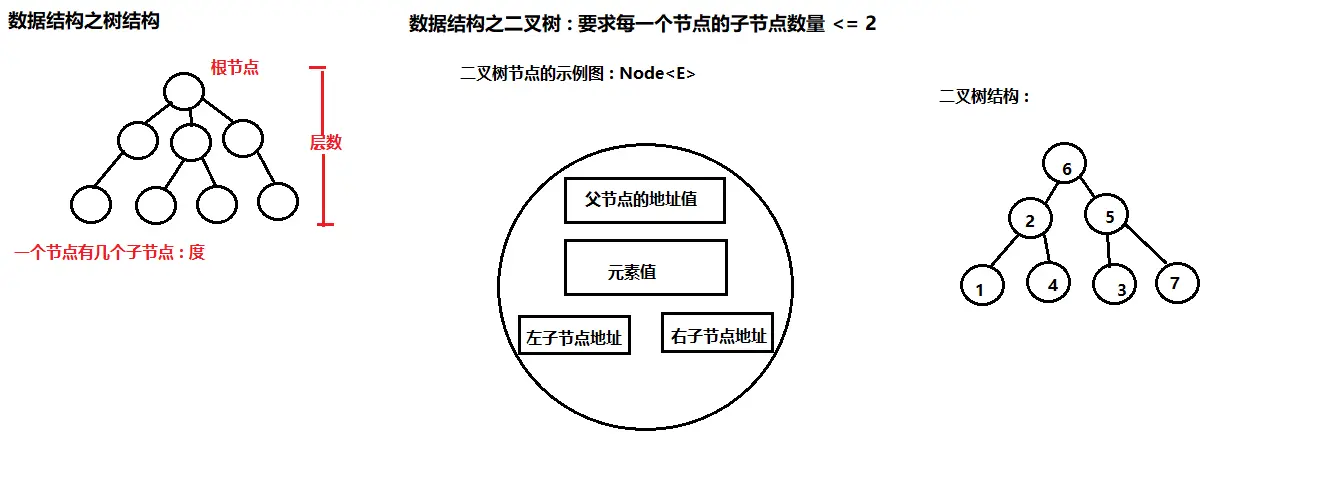 数据结构之树结构
根节点
层数
一个节点有几个子节点：度
数据结构之二叉树：要求每一个节点的子节点数量 <= 2
二叉树节点的示例图：Node<E>
父节点的地址值
元素值
左子节点地址
右子节点地址
二叉树结构：
6
2
5
1
4
3
7